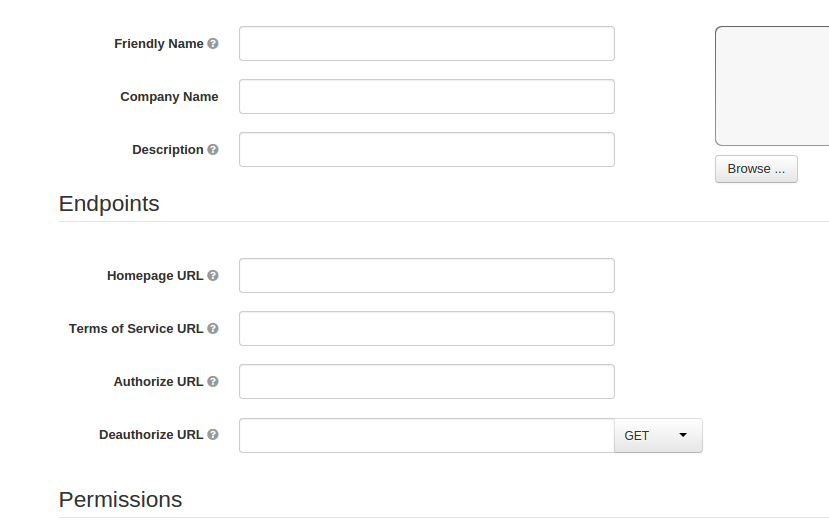 Friendly Name
Company Name
Description
Browse ...
Endpoints
Homepage URL
Terms of Service URL
Authorize URL
Deauthorize URL GET
Permissions